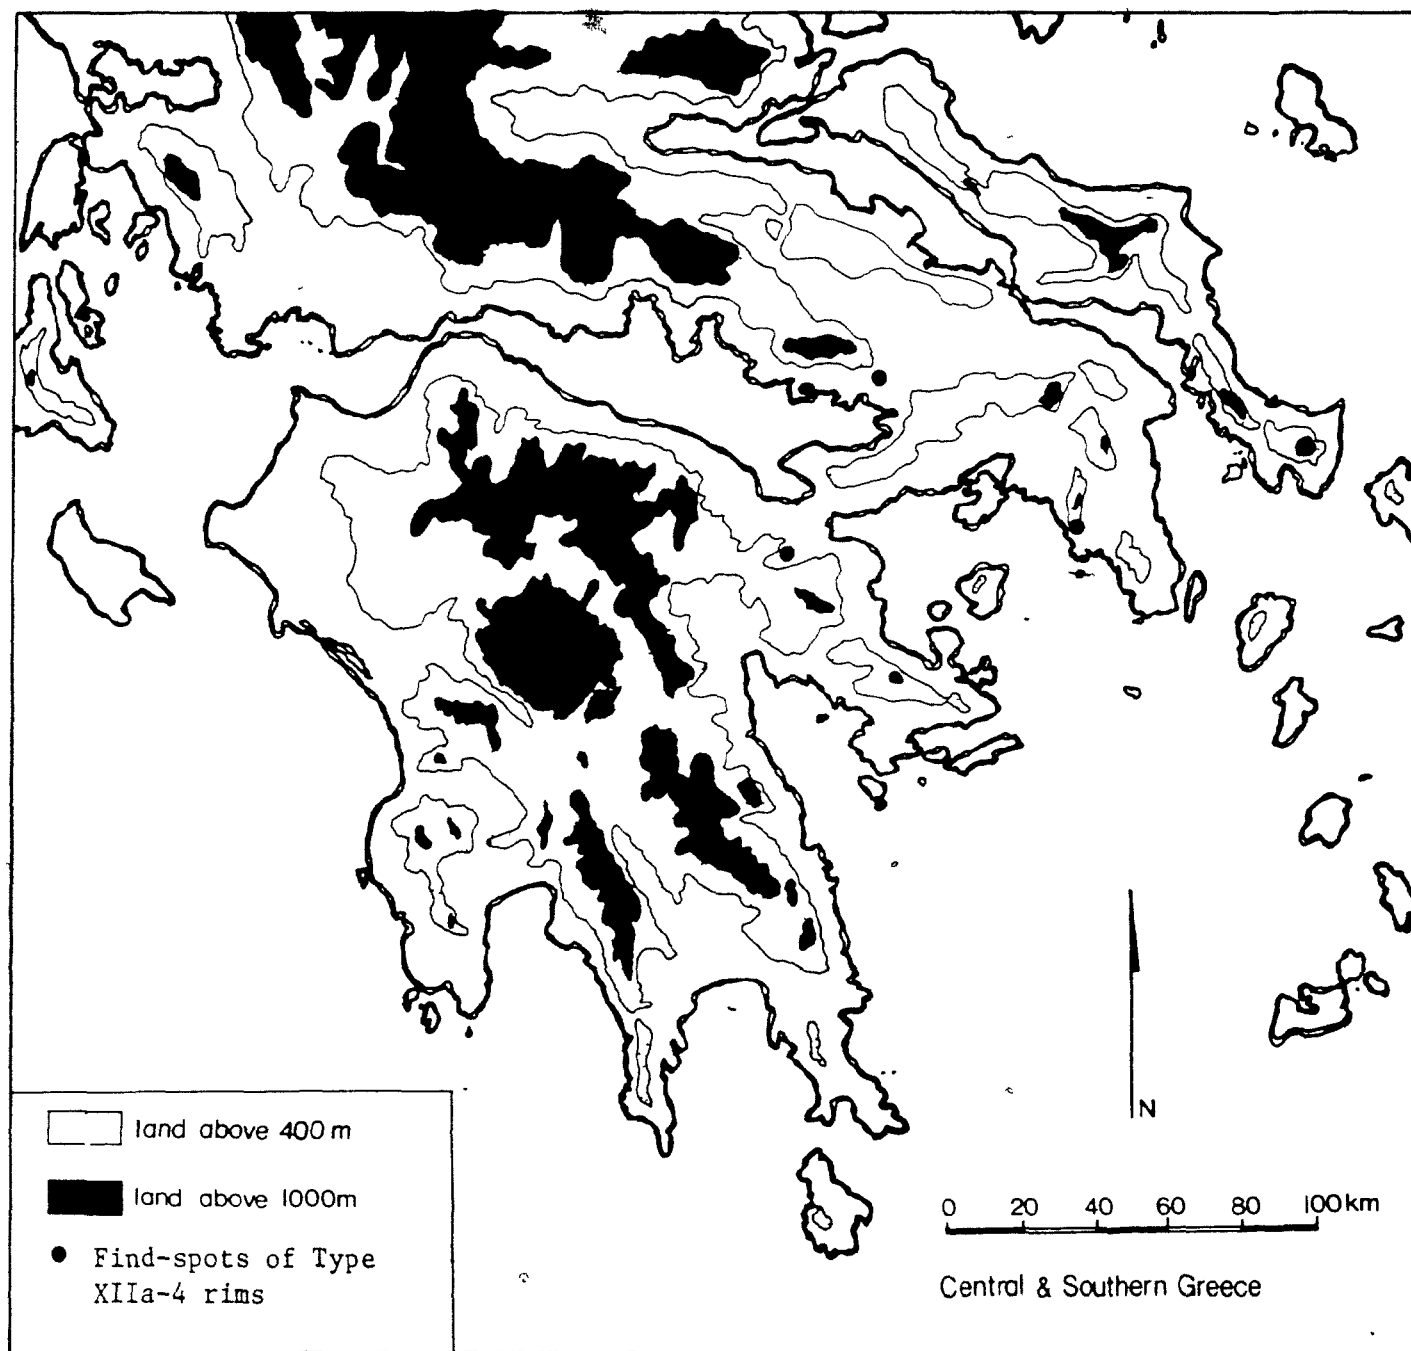 N
0 20 40 60 80 100km
Central & Southern Greece
land above 400m
land above 1000m
Find-spots of Type
XIIa-4 rims